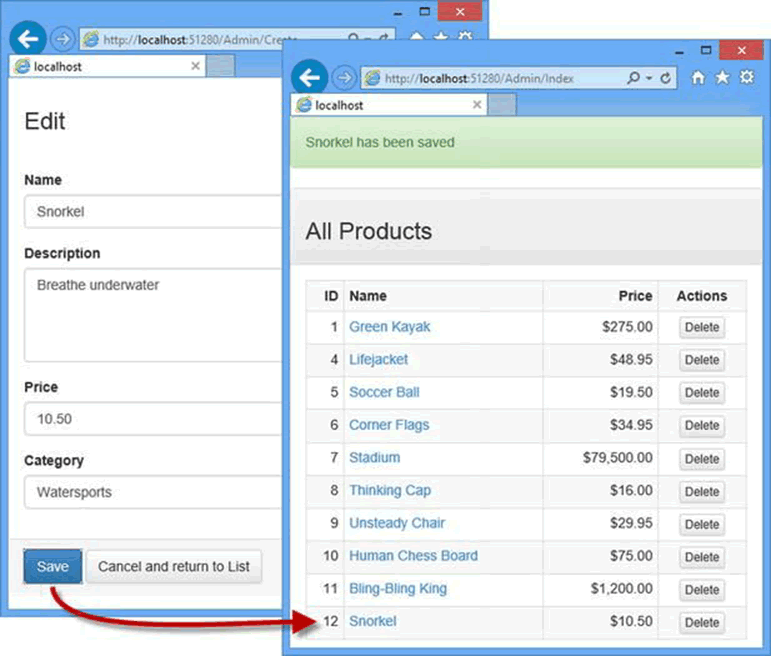 http://localhost:51280/Admin/Create
localhost
Edit
Name
Snorkel
Description
Breathe underwater
Price
10.50
Category
Watersports
Save
Cancel and return to List
http://localhost:51280/Admin/Index
localhost
Snorkel has been saved
All Products
ID Name Price Actions
1 Green Kayak $275.00 Delete
4 Lifejacket $48.95 Delete
5 Soccer Ball $19.50 Delete
6 Corner Flags $34.95 Delete
7 Stadium $79,500.00 Delete
8 Thinking Cap $16.00 Delete
9 Unsteady Chair $29.95 Delete
10 Human Chess Board $75.00 Delete
11 Bling-Bling King $1,200.00 Delete
12 Snorkel $10.50 Delete